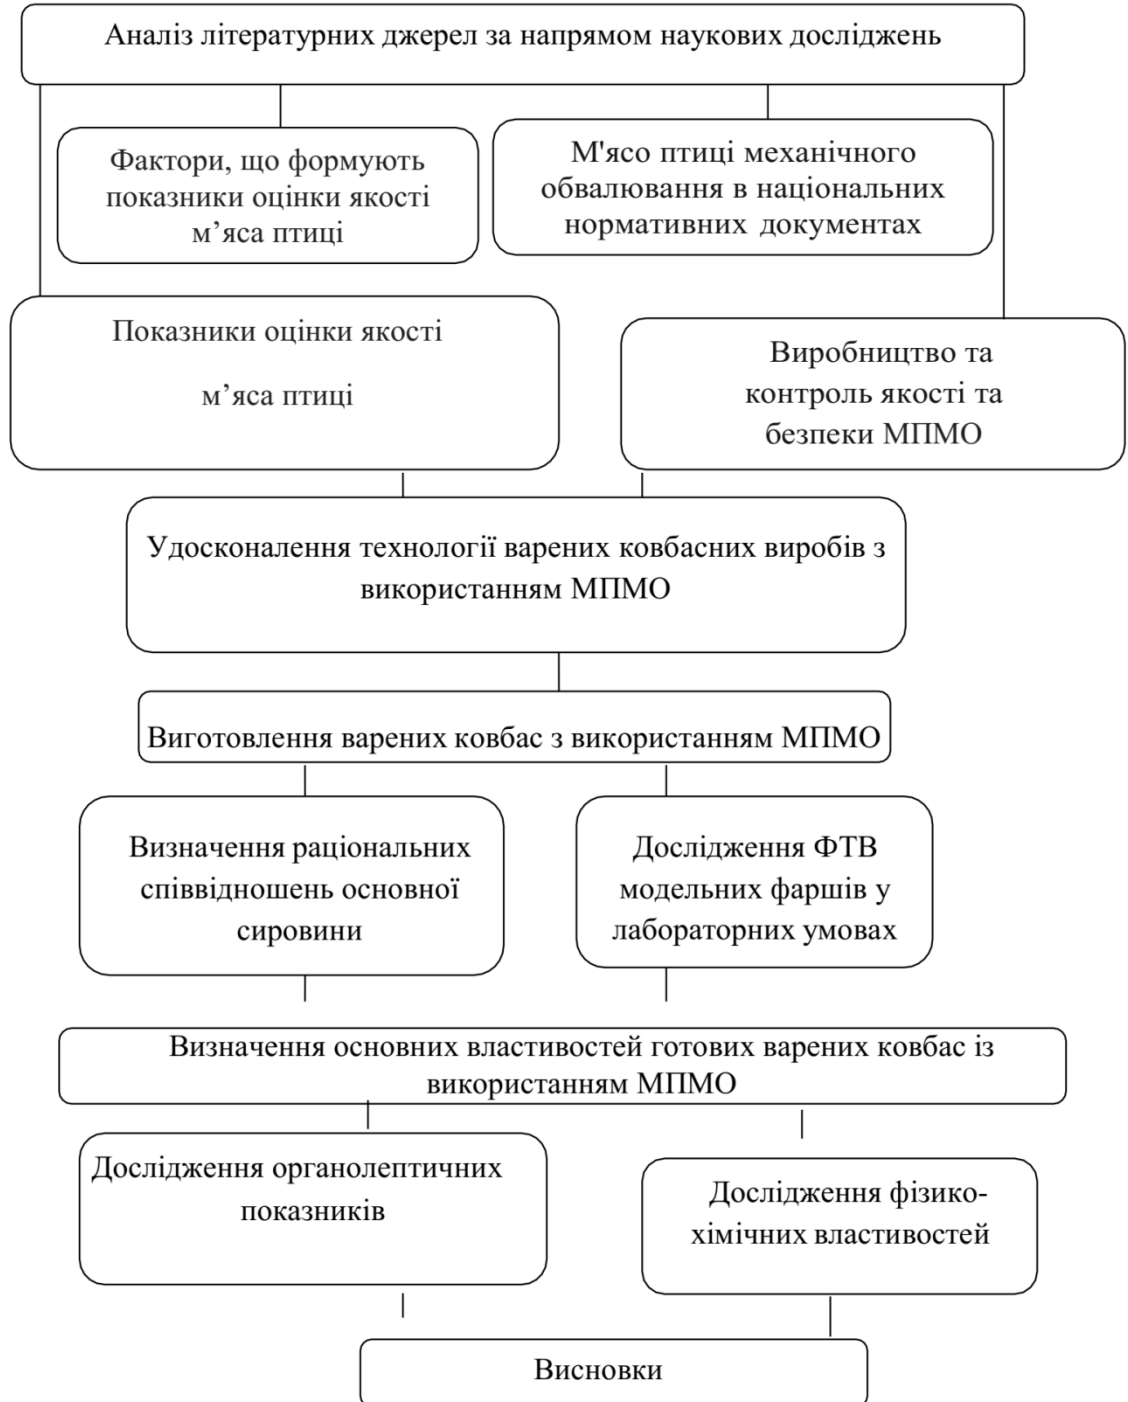 Аналіз літературних джерел за напрямом наукових досліджень
Фактори, що формують
показники оцінки якості
м’яса птиці
М'ясо птиці механічного
обвалювання в національних
нормативних документах
Показники оцінки якості
м’яса птиці
Виробництво та
контроль якості та
безпеки МПМО
Удосконалення технології варених ковбасних виробів з
використанням МПМО
Виготовлення варених ковбас з використанням МПМО
Визначення раціональних
співвідношень основної
сировини
Дослідження ФТВ
модельних фаршів у
лабораторних умовах
Визначення основних властивостей готових варених ковбас із
використанням МПМО
Дослідження органолептичних
показників
Дослідження фізико-
хімічних властивостей
Висновки